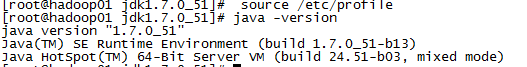 [root@hadoop01 jdk1.7.0_51]#  source /etc/profile
[root@hadoop01 jdk1.7.0_51]# java -version
java version "1.7.0_51"
Java(TM) SE Runtime Environment (build 1.7.0_51-b13)
Java HotSpot(TM) 64-Bit Server VM (build 24.51-b03, mixed mode)